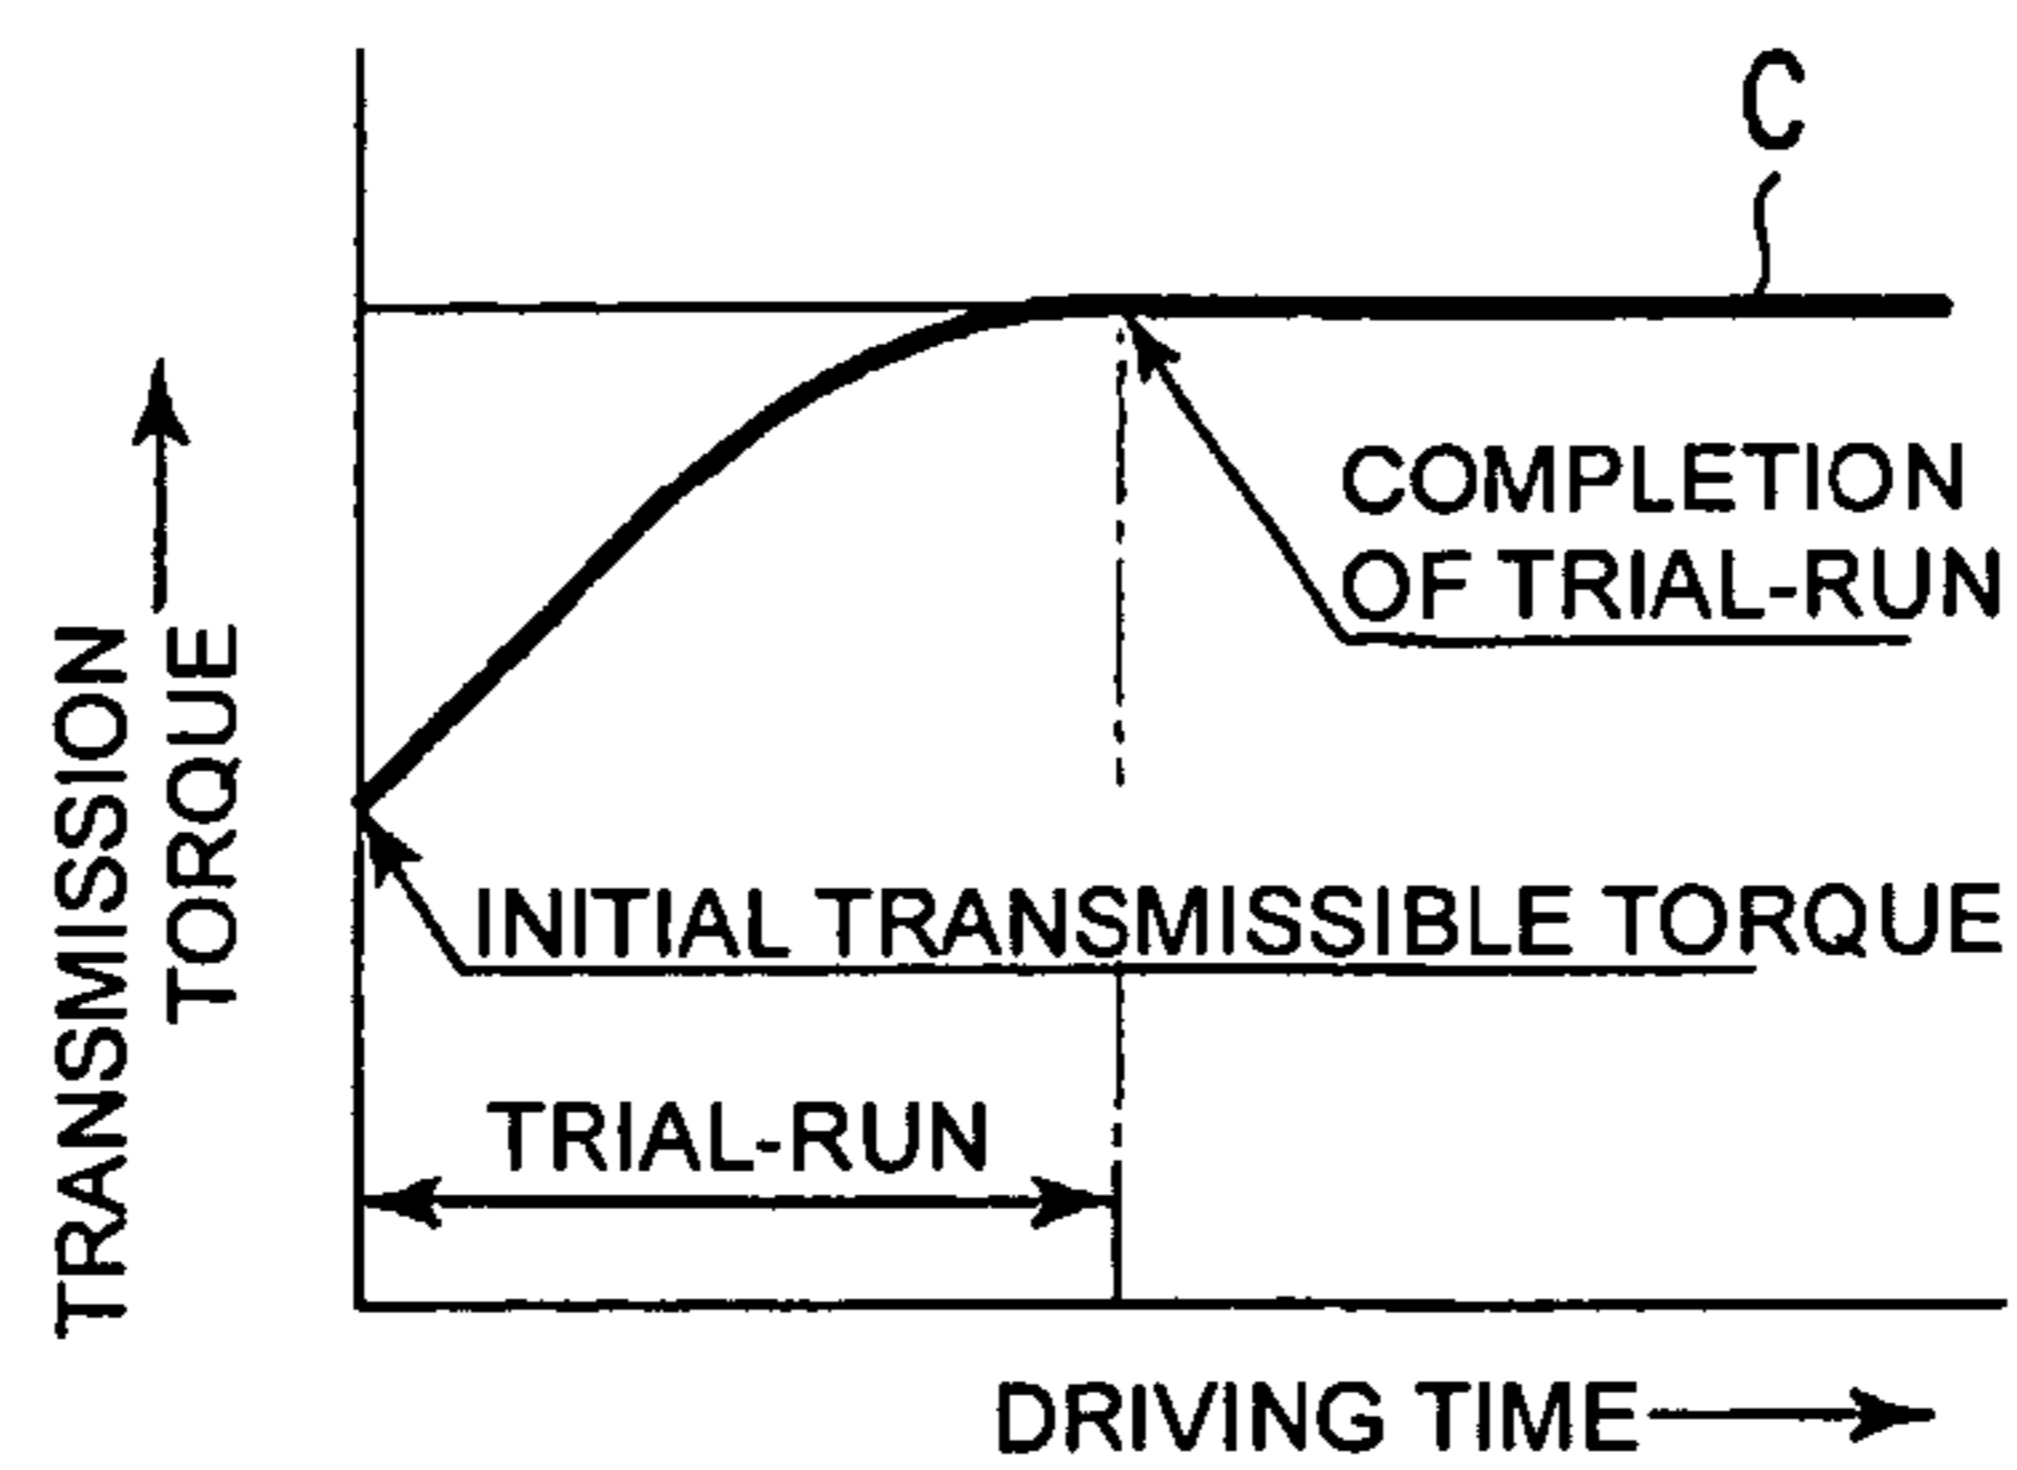 C
COMPLETION
OF TRIAL-RUN
TRANSMISSION
TORQUE
INITIAL TRANSMISSIBLE TORQUE
TRIAL-RUN
DRIVING TIME